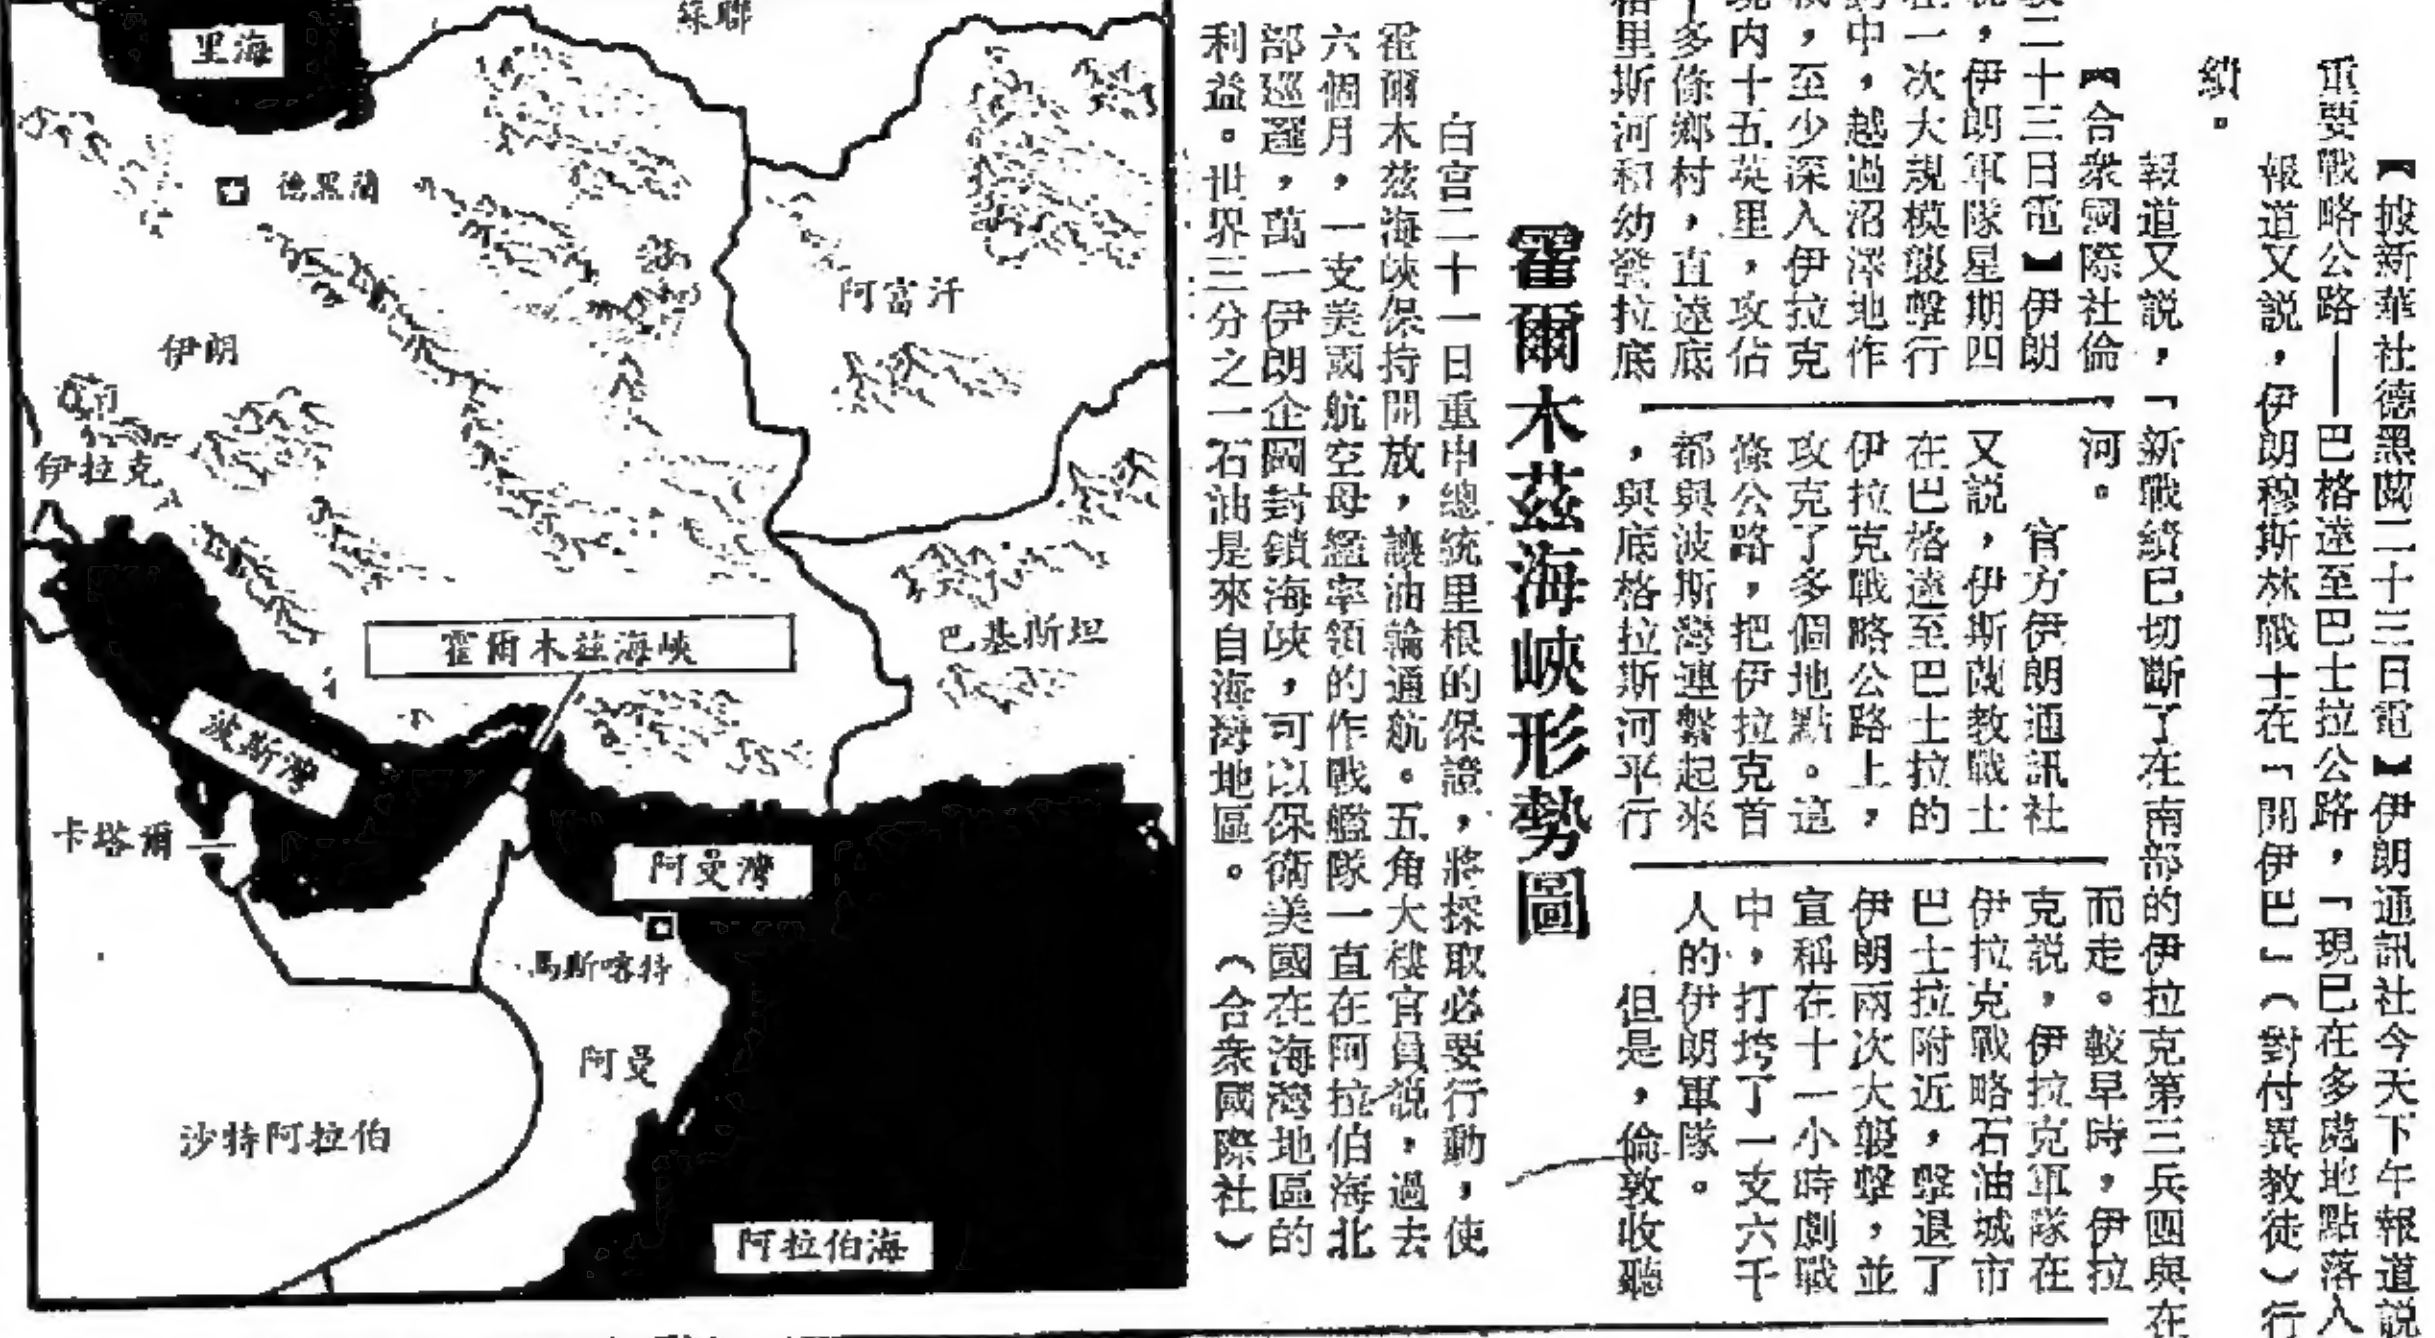 【據新華社德黑蘭二十三日電】伊朗通訊社今天下午報道説
重要戰略公路——巴格達至巴士拉公路，「現已在多處地點落入
報道又説，伊朗穆斯林戰士在「開伊巴」（對付異教徒）行
績。
報道又説，「新戰績已切斷了在南部的伊拉克第三兵團與在
【合衆國際社倫
二十三日電】伊朗
，伊朗軍隊星期四
在一次大規模襲擊行
中，越過沼澤地作
，至少深入伊拉克
境内十五英里，攻佔
十多條鄉村，直達底
格里斯河和幼發拉底
河。
官方伊朗通訊社
又説，伊斯蘭教戰士
在巴格達至巴士拉的
伊拉克戰略公路上，
攻克了多個地點。這
條公路，把伊拉克首
都與波斯灣連繫起來
，與底格拉斯河平行
而走。較早時，伊拉
克説，伊拉克軍隊在
伊拉克戰略石油城市
巴士拉附近，擊退了
伊朗兩次大襲擊，並
宣稱在十一小時劇戰
中，打垮了一支六千
人的伊朗軍隊。
但是，倫敦收聽
霍爾木茲海峽形勢圖
白宮二十一日重申總統里根的保證，將採取必要行動，使
霍爾木茲海峽保持開放，讓油輪通航。五角大樓官員説，過去
六個月，一支美國航空母艦率領的作戰艦隊一直在阿拉伯海北
部巡邏，萬一伊朗企圖封鎖海峽，可以保衛美國在海灣地區的
利益。世界三分之一石油是來自海灣地區。（合衆國際社）
蘇聯
里海
德黑蘭
阿富汗
伊朗
伊拉克
霍爾木茲海峽
巴基斯坦
波斯灣
卡塔爾
阿曼灣
馬斯喀特
阿曼
沙特阿拉伯
阿拉伯海